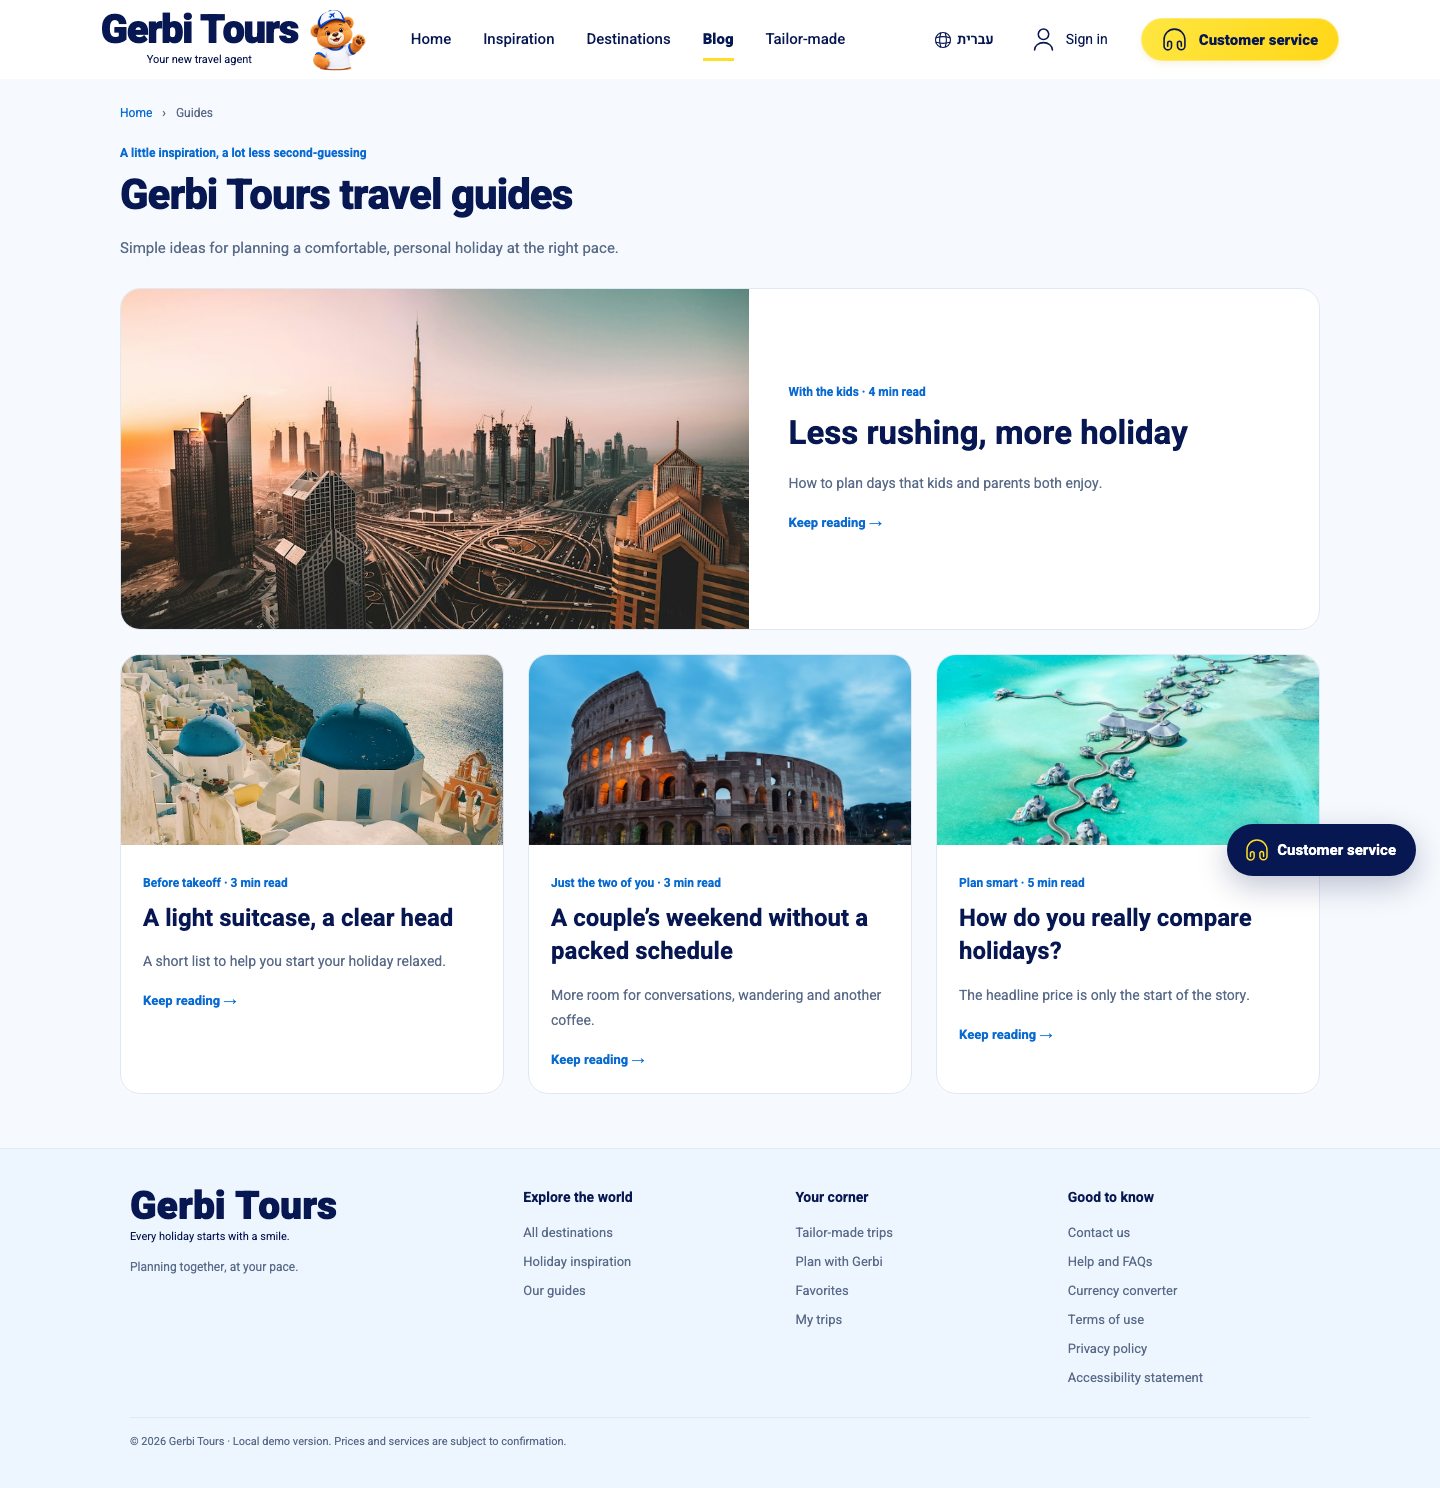 Gerbi Tours
Your new travel agent
Home
Inspiration
Destinations
Blog
Tailor-made
עברית
Sign in
Customer service
Home › Guides
A little inspiration, a lot less second-guessing
Gerbi Tours travel guides
Simple ideas for planning a comfortable, personal holiday at the right pace.
With the kids · 4 min read
Less rushing, more holiday
How to plan days that kids and parents both enjoy.
Keep reading →
Before takeoff · 3 min read
A light suitcase, a clear head
A short list to help you start your holiday relaxed.
Keep reading →
Just the two of you · 3 min read
A couple’s weekend without a
packed schedule
More room for conversations, wandering and another
coffee.
Keep reading →
Plan smart · 5 min read
How do you really compare
holidays?
The headline price is only the start of the story.
Keep reading →
Customer service
Gerbi Tours
Every holiday starts with a smile.
Planning together, at your pace.
Explore the world
All destinations
Holiday inspiration
Our guides
Your corner
Tailor-made trips
Plan with Gerbi
Favorites
My trips
Good to know
Contact us
Help and FAQs
Currency converter
Terms of use
Privacy policy
Accessibility statement
© 2026 Gerbi Tours · Local demo version. Prices and services are subject to confirmation.